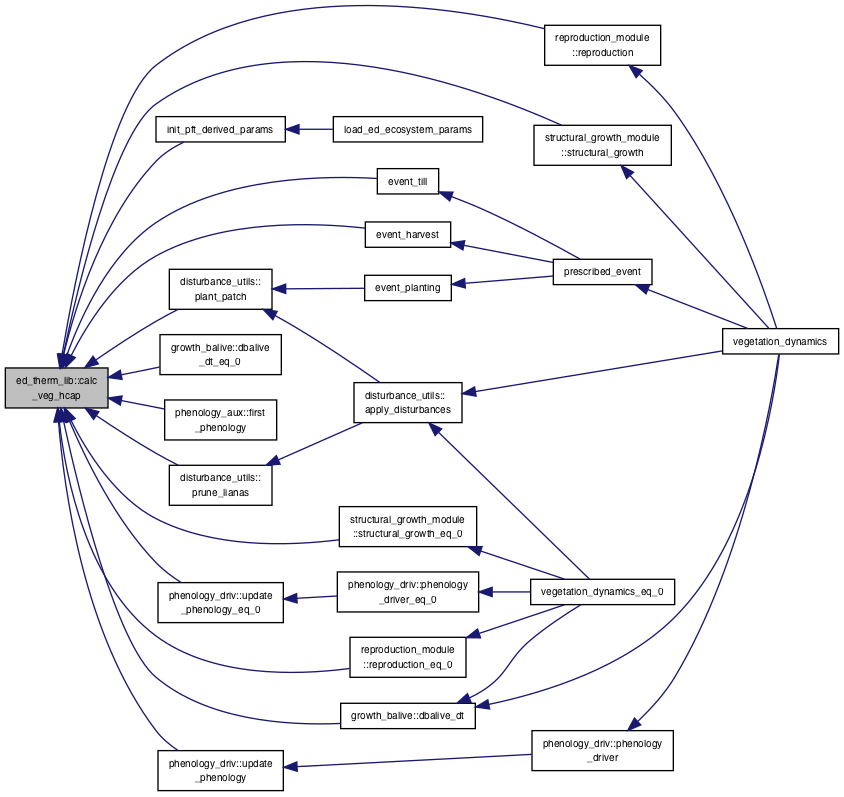 reproduction_module
::reproduction
init_pft_derived_params
load_ed_ecosystem_params
structural_growth_module
::structural_growth
event_till
event_harvest
prescribed_event
disturbance_utils::
plant_patch
event_planting
vegetation_dynamics
growth_balive::dbalive
_dt_eq_0
ed_therm_lib::calc
_veg_hcap
disturbance_utils::
apply_disturbances
phenology_aux::first
_phenology
disturbance_utils::
prune_lianas
structural_growth_module
::structural_growth_eq_0
phenology_driv::update
_phenology_eq_0
phenology_driv::phenology
_driver_eq_0
vegetation_dynamics_eq_0
reproduction_module
::reproduction_eq_0
growth_balive::dbalive_dt
phenology_driv::phenology
_driver
phenology_driv::update
_phenology